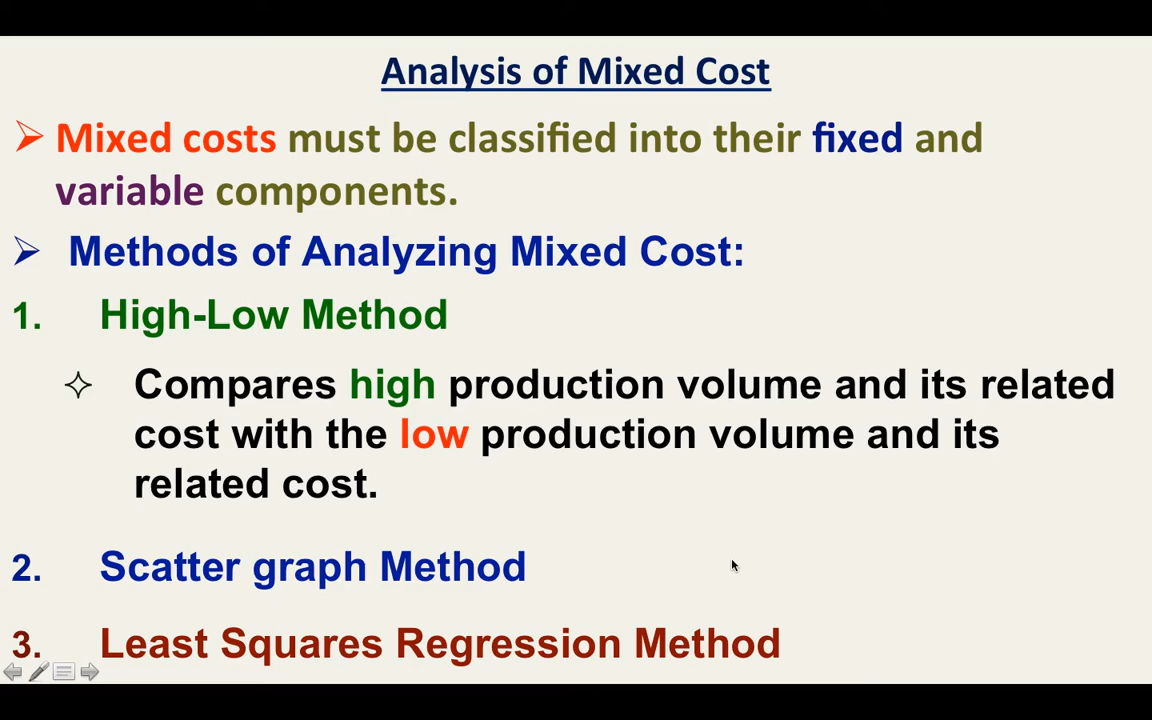 Analysis of Mixed Cost
Mixed costs must be classified into their fixed and
variable components.
Methods of Analyzing Mixed Cost:
1. High-Low Method
Compares high production volume and its related
cost with the low production volume and its
related cost.
2. Scatter graph Method
3. Least Squares Regression Method